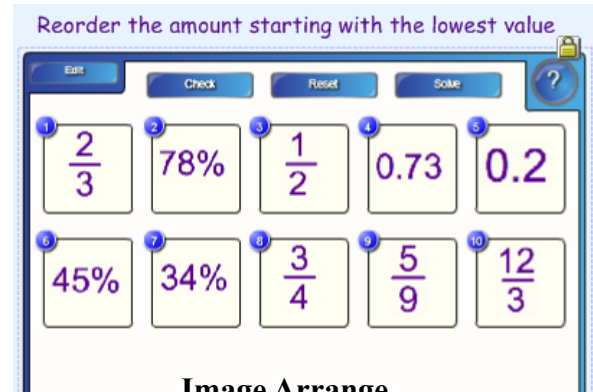 Reorder the amount starting with the lowest value
Edit
Check Reset Solve ?
1 2 3 4 5
2/3 78% 1/2 0.73 0.2
6 7 8 9 10
45% 34% 3/4 5/9 12/3
Image Arrange